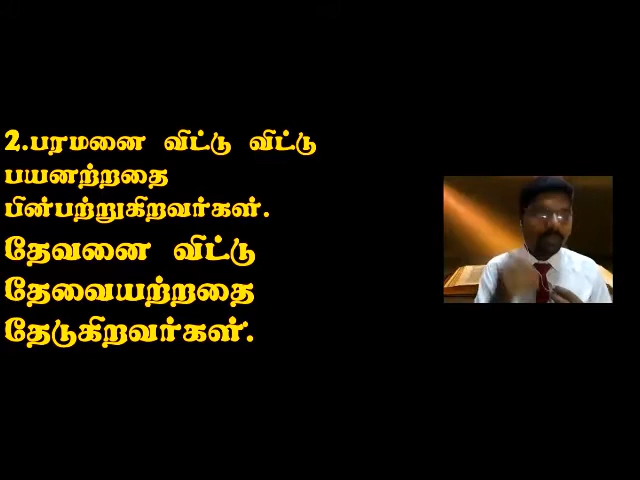 2.பரமனை விட்டு விட்டு
பயனற்றதை
பின்பற்றுகிறவர்கள்.
தேவனை விட்டு
தேவையற்றதை
தேடுகிறவர்கள்.